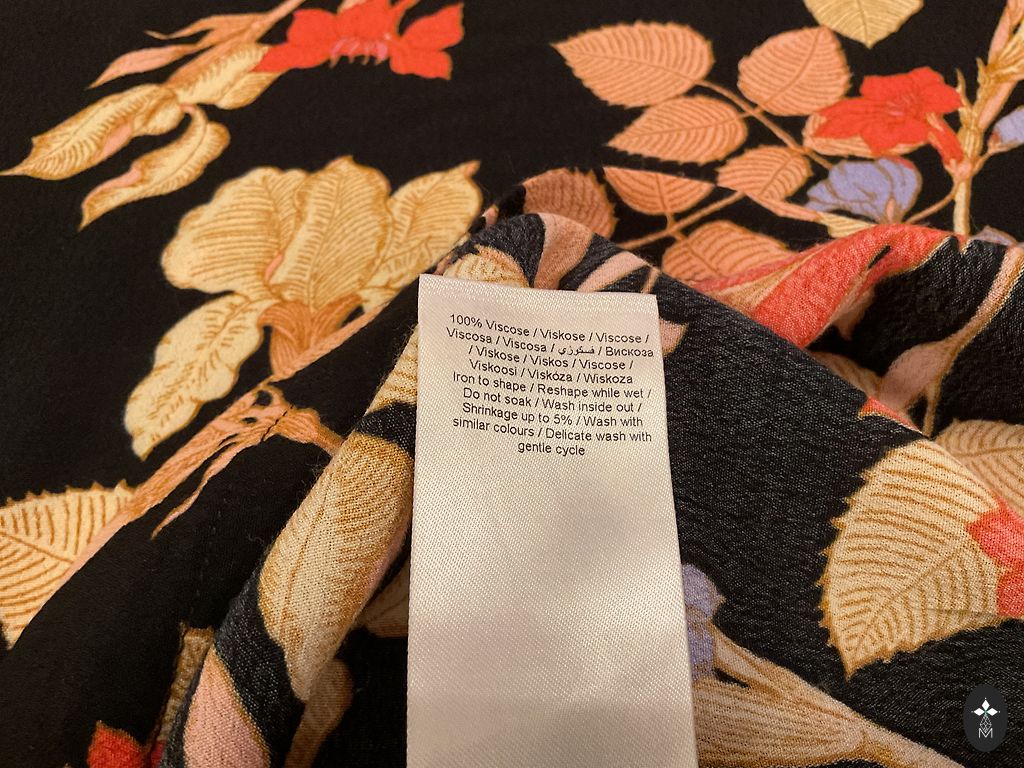 100% Viscose / Viskose / Viscose /
Viscosa / Viscosa / فسكوزي / Вискоза
/ Viskose / Viskos / Viscose /
Viskoosi / Viskóza / Wiskoza
Iron to shape / Reshape while wet /
Do not soak / Wash inside out /
Shrinkage up to 5% / Wash with
similar colours / Delicate wash with
gentle cycle